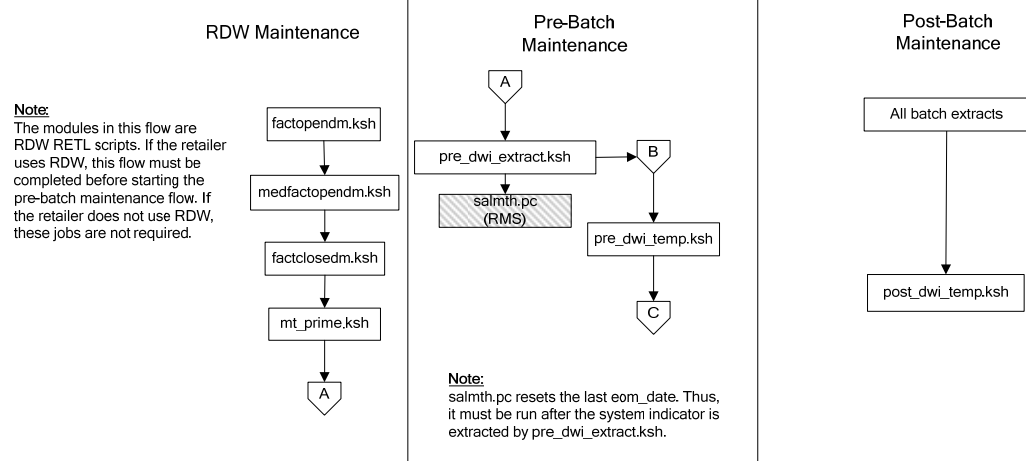 RDW Maintenance
Note:
The modules in this flow are
RDW RETL scripts. If the retailer
uses RDW, this flow must be
completed before starting the
pre-batch maintenance flow. If
the retailer does not use RDW,
these jobs are not required.
factopendm.ksh
medfactopendm.ksh
factclosedm.ksh
mt_prime.ksh
A
Pre-Batch
Maintenance
A
pre_dwi_extract.ksh
B
salmth.pc
(RMS)
pre_dwi_temp.ksh
C
Note:
salmth.pc resets the last eom_date. Thus,
it must be run after the system indicator is
extracted by pre_dwi_extract.ksh.
Post-Batch
Maintenance
All batch extracts
post_dwi_temp.ksh